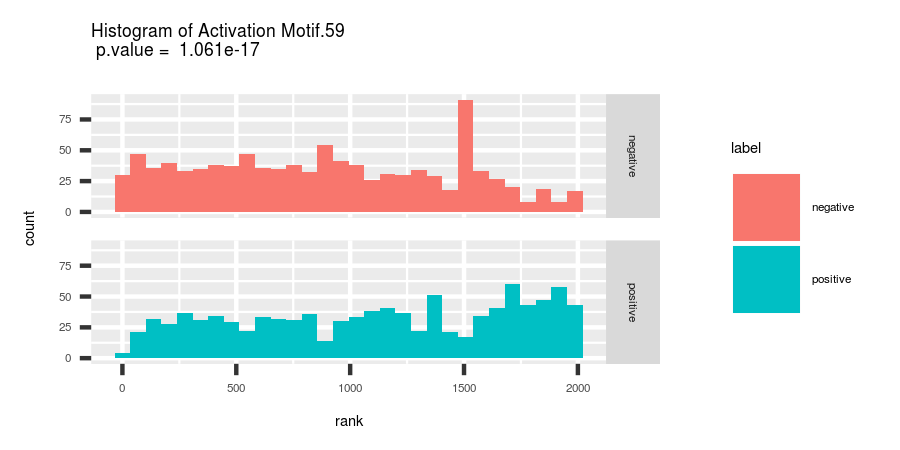 Histogram of Activation Motif.59
p.value = 1.061e-17
count
75
50
25
0
negative
75
50
25
0
positive
0 500 1000 1500 2000
rank
label
negative
positive